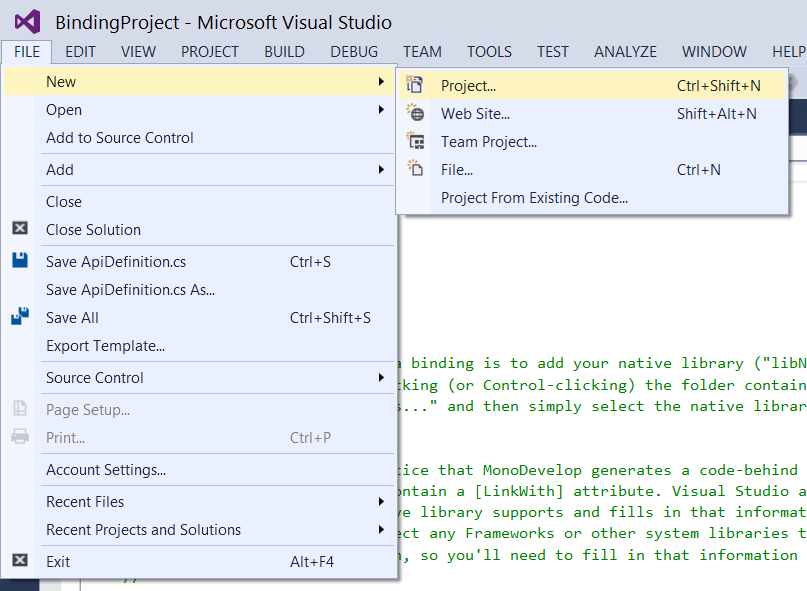 BindingProject - Microsoft Visual Studio
FILE EDIT VIEW PROJECT BUILD DEBUG TEAM TOOLS TEST ANALYZE WINDOW HELP
New
Open
Add to Source Control
Add
Close
Close Solution
Save ApiDefinition.cs Ctrl+S
Save ApiDefinition.cs As...
Save All Ctrl+Shift+S
Export Template...
Source Control
Page Setup...
Print... Ctrl+P
Account Settings...
Recent Files
Recent Projects and Solutions
Exit Alt+F4
Project... Ctrl+Shift+N
Web Site... Shift+Alt+N
Team Project...
File... Ctrl+N
Project From Existing Code...
a binding is to add your native library ("libN
king (or Control-clicking) the folder contain
s..." and then simply select the native librar
tice that MonoDevelop generates a code-behind
ontain a [LinkWith] attribute. Visual Studio a
ve library supports and fills in that informat
ect any Frameworks or other system libraries t
, so you'll need to fill in that information
//